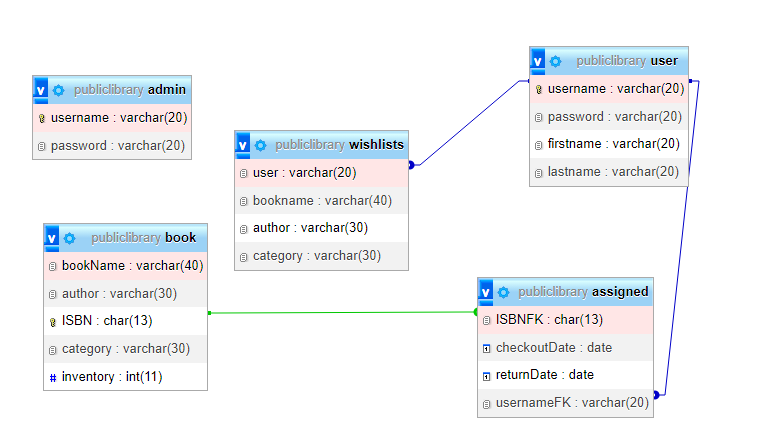 publiclibrary admin
username : varchar(20)
password : varchar(20)
publiclibrary wishlists
user : varchar(20)
bookname : varchar(40)
author : varchar(30)
category : varchar(30)
publiclibrary user
username : varchar(20)
password : varchar(20)
firstname : varchar(20)
lastname : varchar(20)
publiclibrary book
bookName : varchar(40)
author : varchar(30)
ISBN : char(13)
category : varchar(30)
# inventory : int(11)
publiclibrary assigned
ISBNFK : char(13)
checkoutDate : date
returnDate : date
usernameFK : varchar(20)